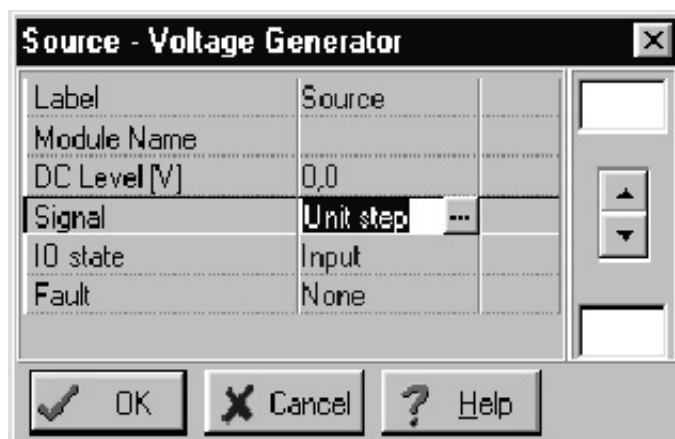 Source - Voltage Generator
Label Source
Module Name
DC Level [V] 0,0
Signal Unit step ...
IO state Input
Fault None
OK Cancel Help